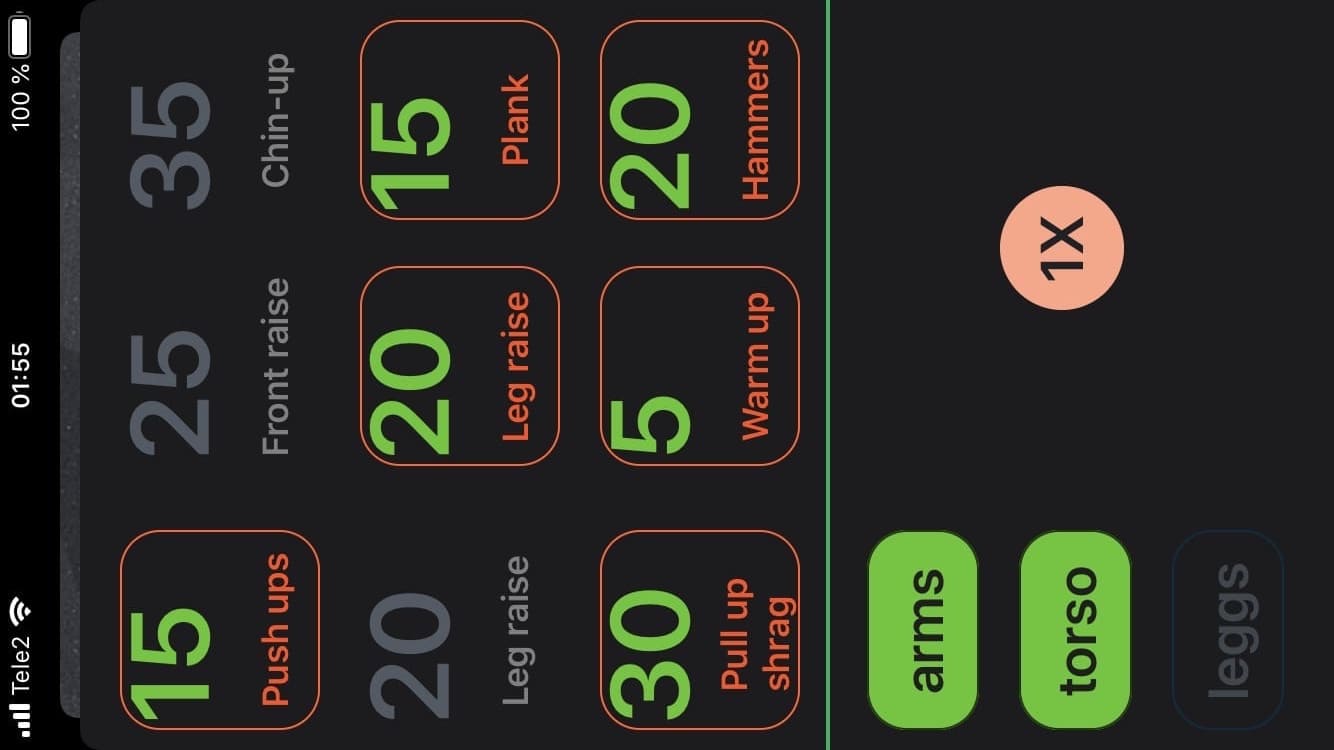 Tele2 01:55 100 %
15 25 35
Push ups Front raise Chin-up
20 20 15
Leg raise Leg raise Plank
30 5 20
Pull up shrag Warm up Hammers
arms
torso 1X
leggs